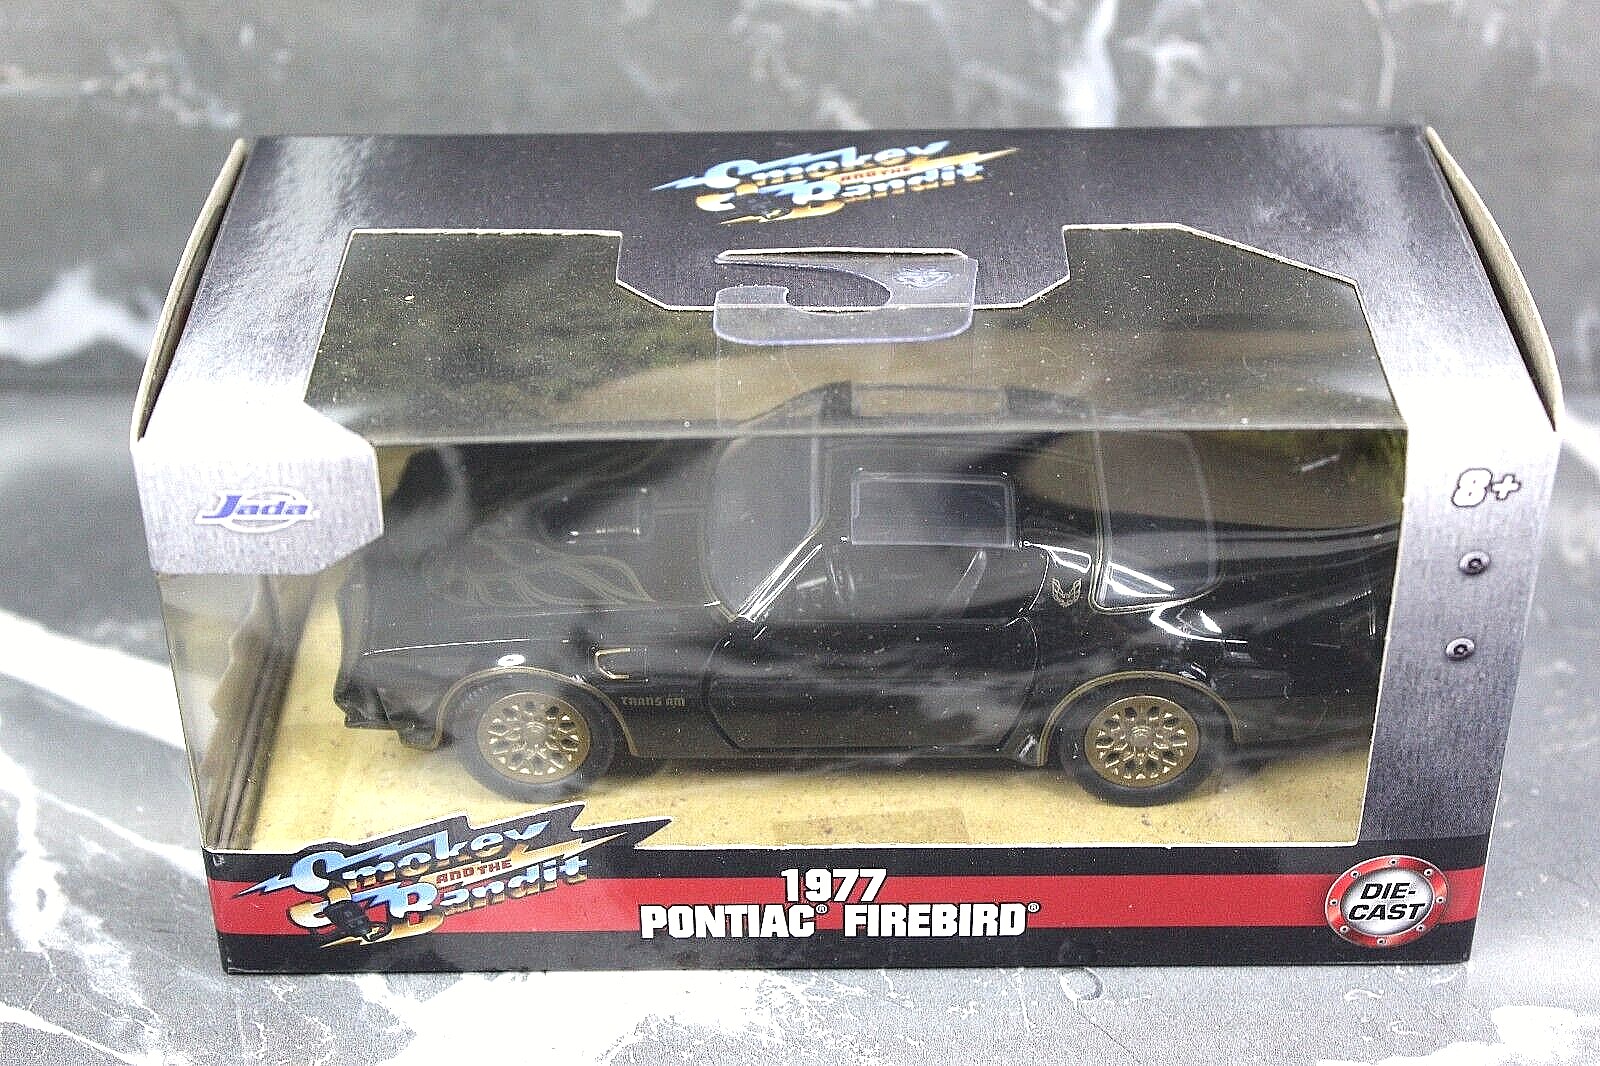 Smokey
AND THE
Bandit
Jada
8+
TRANS AM
Smokey
AND THE
Bandit
1977
PONTIAC® FIREBIRD®
DIE-
CAST